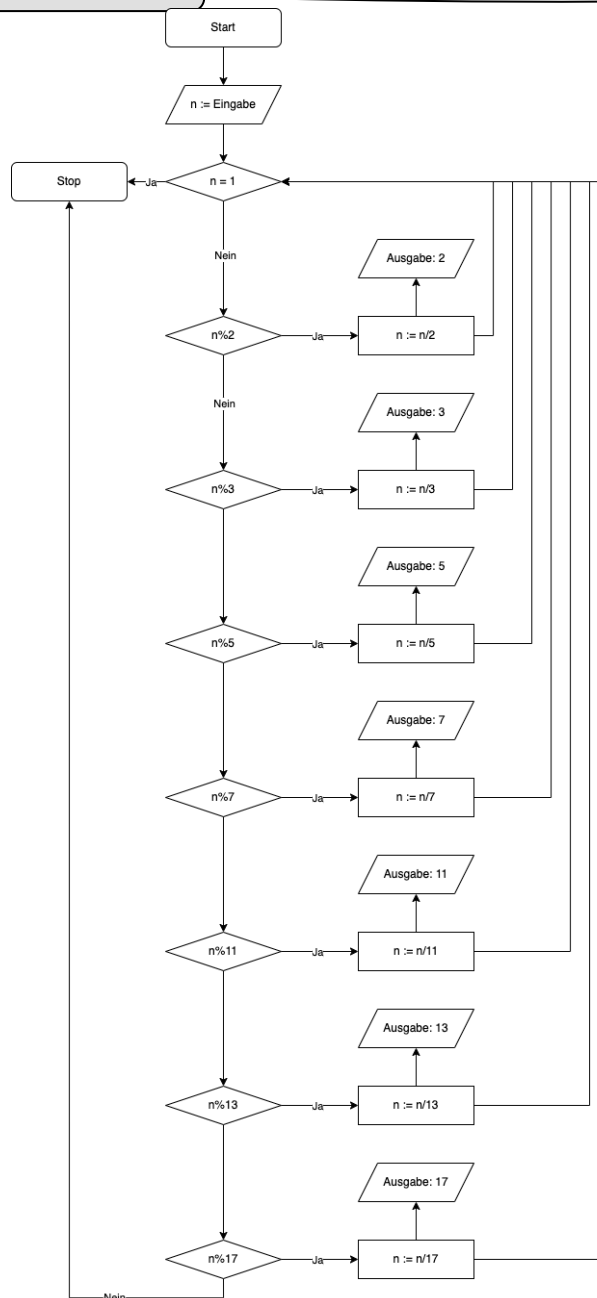 Start
n := Eingabe
Stop
Ja
n = 1
Nein
Ausgabe: 2
n%2
Ja
n := n/2
Nein
Ausgabe: 3
n%3
Ja
n := n/3
Ausgabe: 5
n%5
Ja
n := n/5
Ausgabe: 7
n%7
Ja
n := n/7
Ausgabe: 11
n%11
Ja
n := n/11
Ausgabe: 13
n%13
Ja
n := n/13
Ausgabe: 17
n%17
Ja
n := n/17
Nein